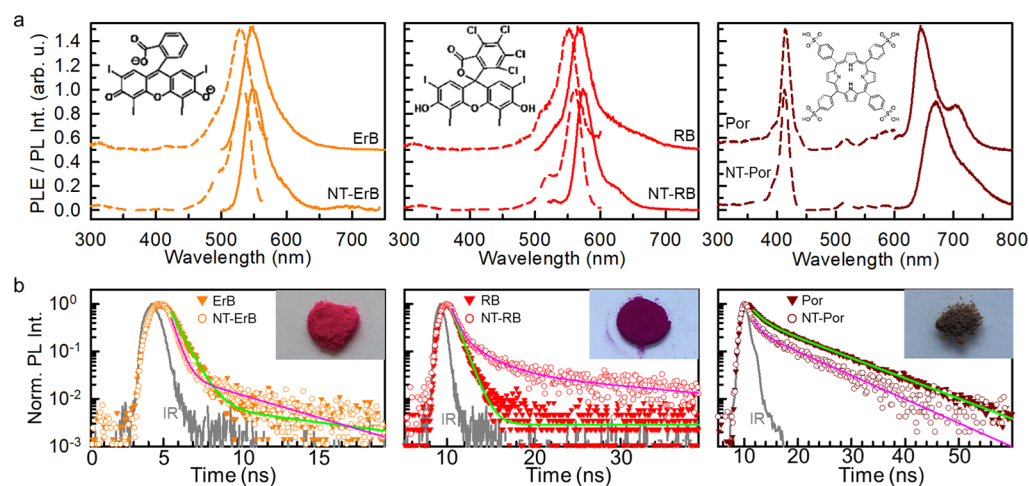 a
PLE / PL Int. (arb. u.)
1.4
1.2
1.0
0.8
0.6
0.4
0.2
0.0
O
O
⊖
I
I
O
O
O
⊖
I
I
ErB
NT-ErB
300 400 500 600 700
Wavelength (nm)
Cl
O
Cl
O
Cl
Cl
I
I
HO
O
OH
I
I
RB
NT-RB
300 400 500 600 700
Wavelength (nm)
Por
NT-Por
300 400 500 600 700 800
Wavelength (nm)
b
Norm. PL Int.
10⁰
10⁻¹
10⁻²
10⁻³
ErB
NT-ErB
IR
0 5 10 15
Time (ns)
RB
NT-RB
IR
10 20 30
Time (ns)
Por
NT-Por
IR
10 20 30 40 50
Time (ns)